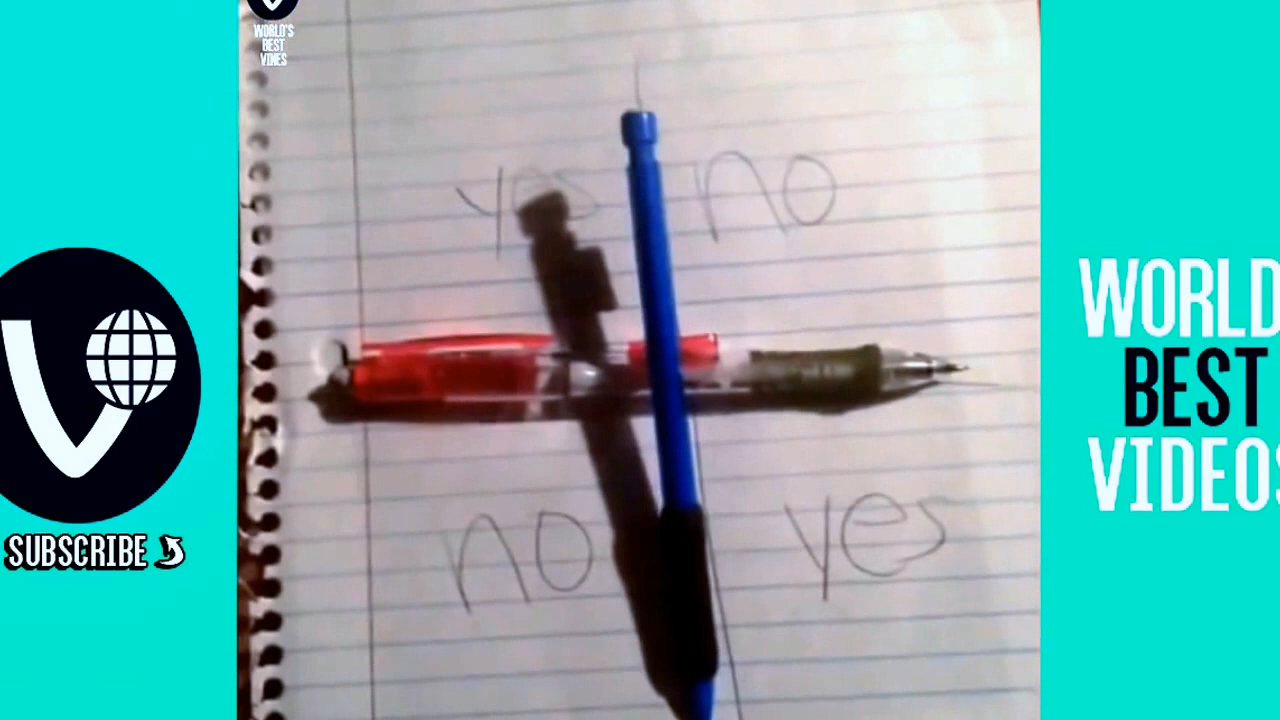 WORLD'S
BEST
VINES
yes no
no yes
SUBSCRIBE
WORLD
BEST
VIDEOS